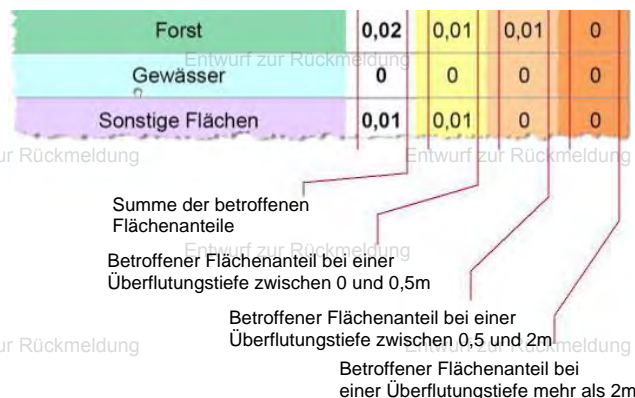 Forst 0,02 0,01 0,01 0
Entwurf zur Rückmeldung
Gewässer 0 0 0 0
Sonstige Flächen 0,01 0,01 0 0
ur Rückmeldung Entwurf zur Rückmeldung
Summe der betroffenen
Flächenanteile
Entwurf zur Rückmeldung
Betroffener Flächenanteil bei einer
Überflutungstiefe zwischen 0 und 0,5m
Betroffener Flächenanteil bei einer
Überflutungstiefe zwischen 0,5 und 2m
ur Rückmeldung Entwurf zur Rückmeldung
Betroffener Flächenanteil bei
einer Überflutungstiefe mehr als 2m